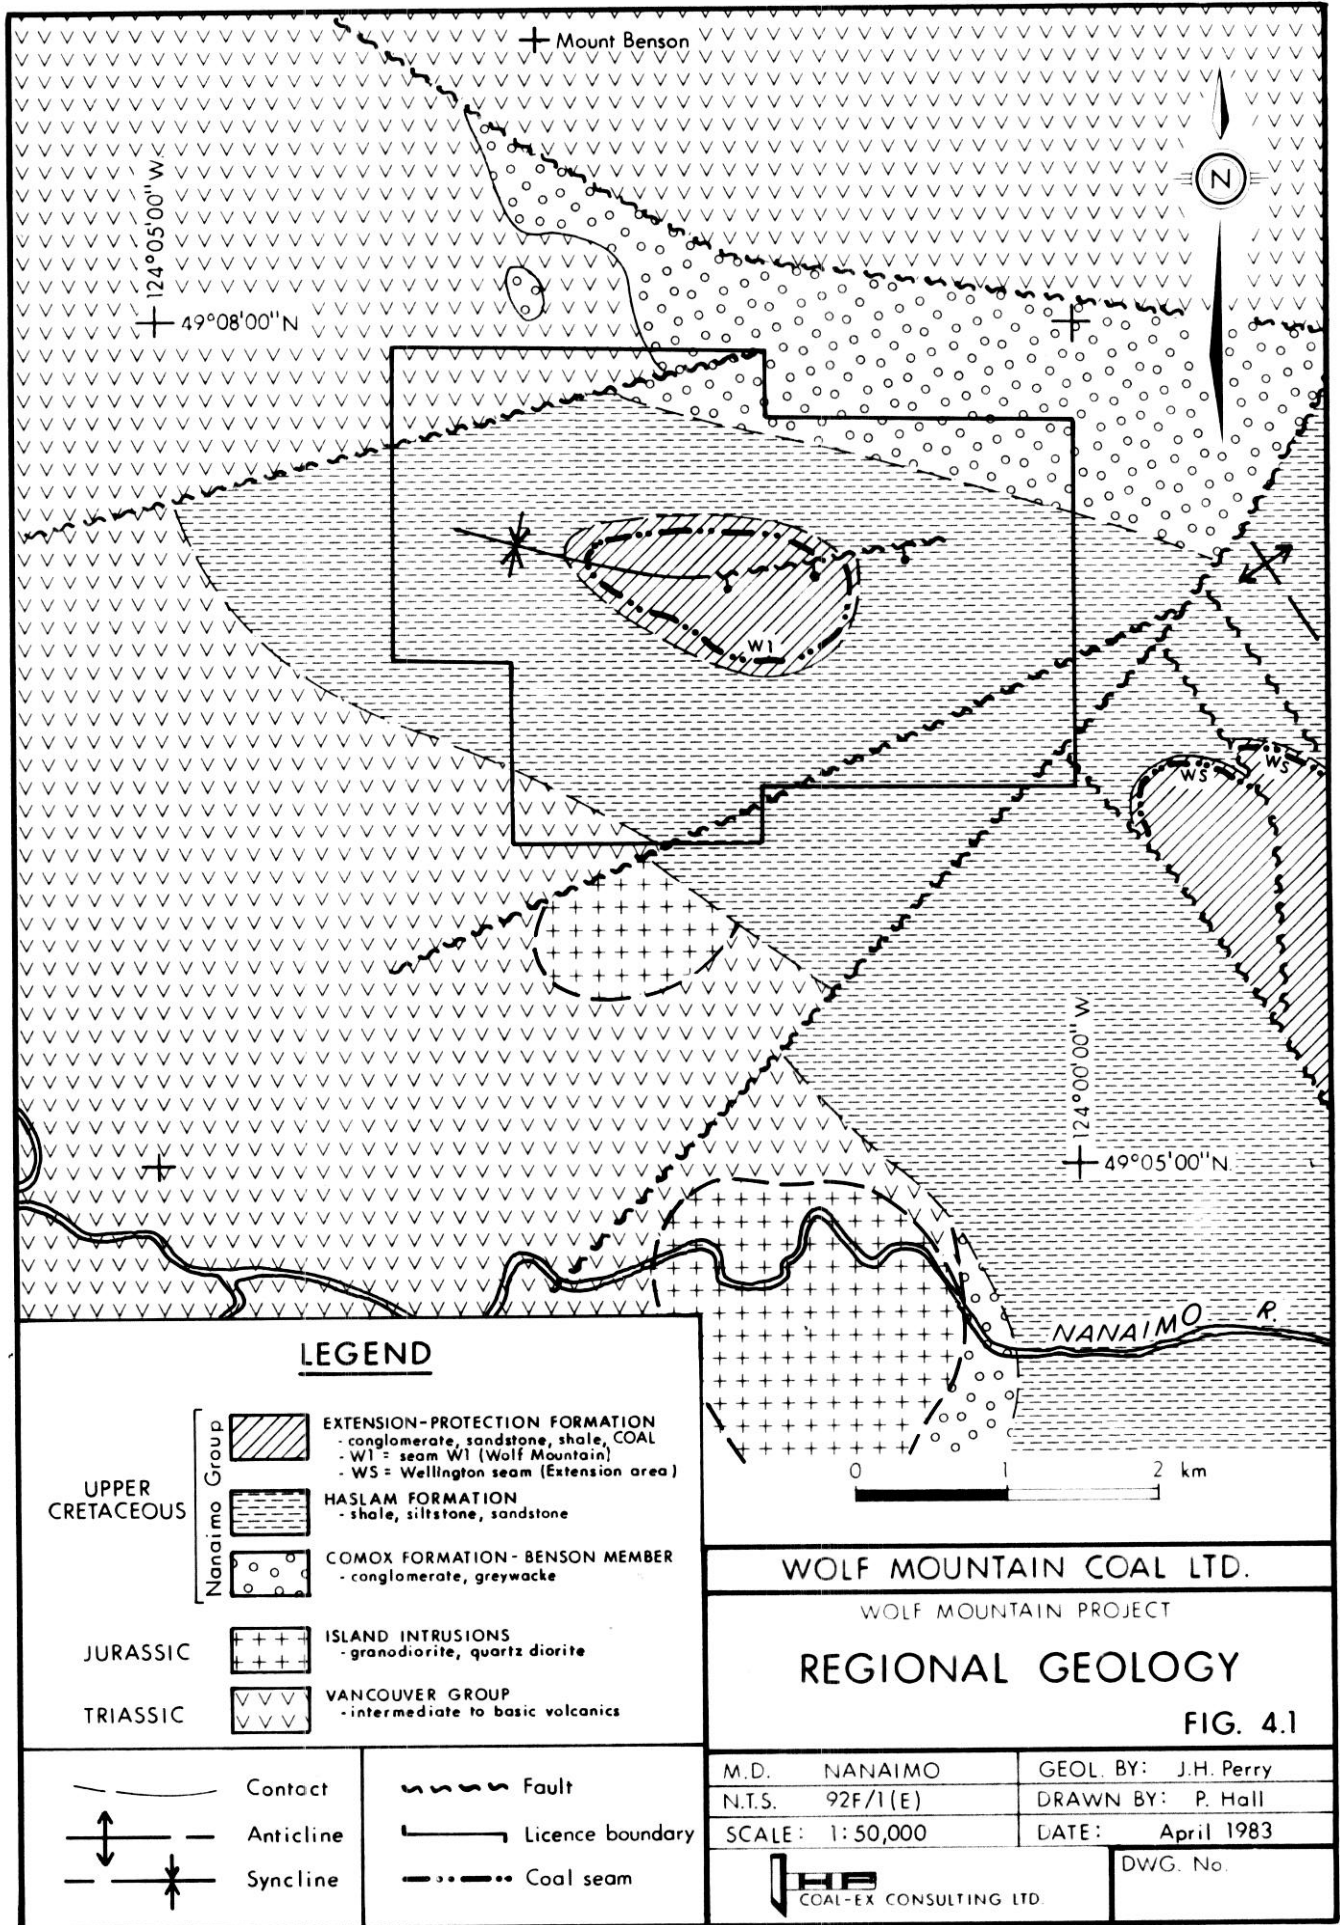 Mount Benson
N
124°05'00"W
49°08'00"N
W1
WS
WS
124°00'00"W
49°05'00"N
NANAIMO R.
0 1 2 km
LEGEND
UPPER
CRETACEOUS
Nanaimo Group
EXTENSION-PROTECTION FORMATION
- conglomerate, sandstone, shale, COAL
- W1 = seam W1 (Wolf Mountain)
- WS = Wellington seam (Extension area)
HASLAM FORMATION
- shale, siltstone, sandstone
COMOX FORMATION - BENSON MEMBER
- conglomerate, greywacke
JURASSIC
ISLAND INTRUSIONS
- granodiorite, quartz diorite
TRIASSIC
VANCOUVER GROUP
- intermediate to basic volcanics
Contact
Anticline
Syncline
Fault
Licence boundary
Coal seam
WOLF MOUNTAIN COAL LTD.
WOLF MOUNTAIN PROJECT
REGIONAL GEOLOGY
FIG. 4.1
M.D. NANAIMO
GEOL. BY: J.H. Perry
N.T.S. 92F/1(E)
DRAWN BY: P. Hall
SCALE: 1:50,000
DATE: April 1983
COAL-EX CONSULTING LTD.
DWG. No.